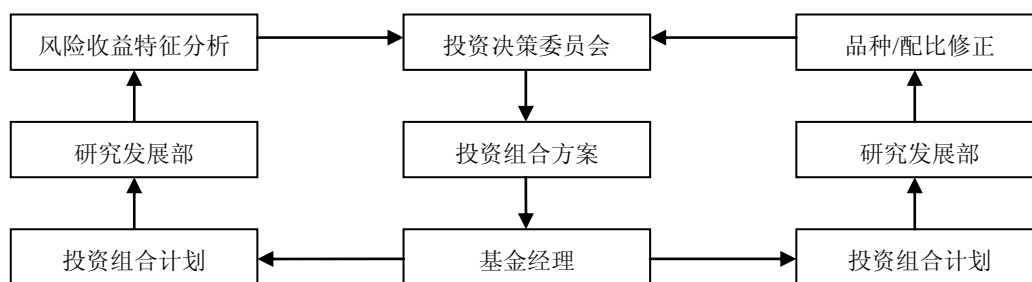 风险收益特征分析
投资决策委员会
品种/配比修正
研究发展部
投资组合方案
研究发展部
投资组合计划
基金经理
投资组合计划